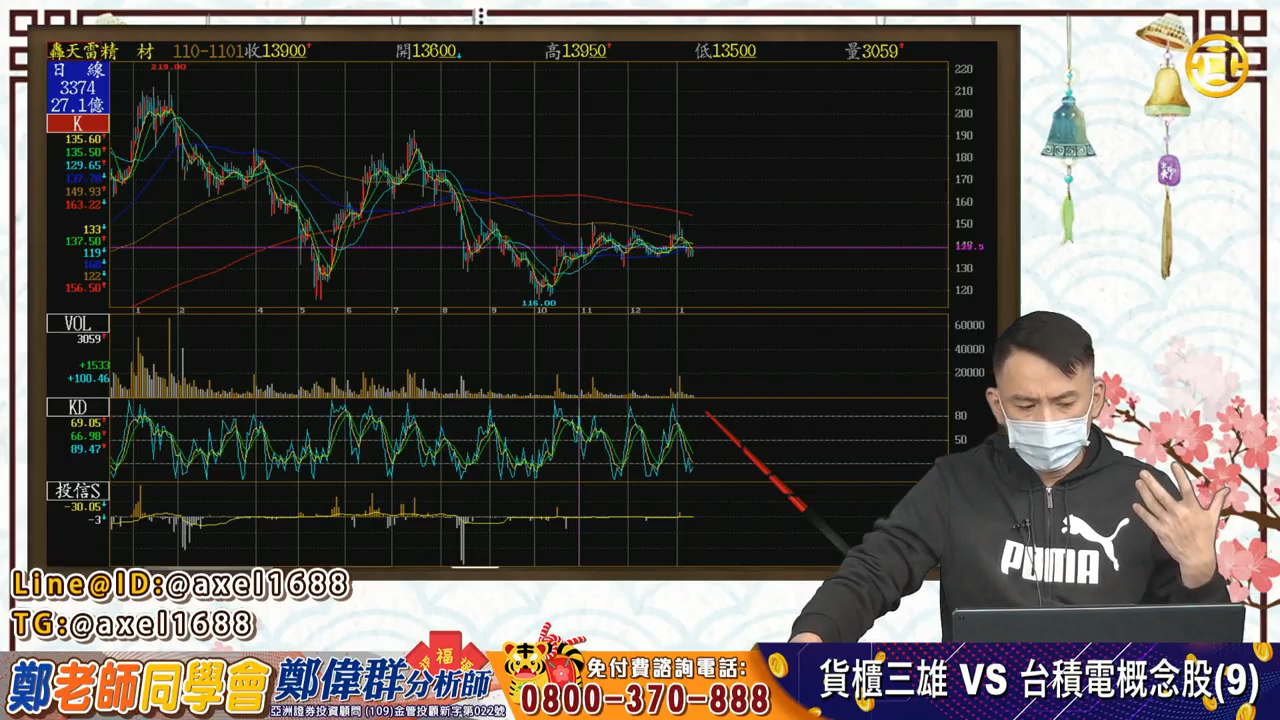 轟天雷精 材 110-1101收13900 開13600 高13950 低13500 量3059
日 線
3374
27.1億
K
135.60
135.50
129.65
137.70
149.93
163.22
133
137.50
119
160
122
156.50
219.00
116.00
220
210
200
190
180
170
160
150
140
139.5
130
120
1 2 4 5 6 7 8 9 10 11 12 1
VOL
3059
+1533
+100.46
60000
40000
20000
KD
69.05
66.98
89.47
80
50
投信S
-30.05
-3
PUMA
Line@ID:@axel1688
TG:@axel1688
鄭老師同學會
鄭偉群分析師
亞洲證券投資顧問 (109)金管投顧新字第022號
福
免付費諮詢電話:
0800-370-888
貨櫃三雄 VS 台積電概念股(9)